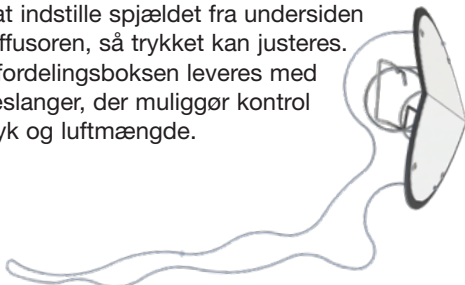 at indstille spjældet fra undersiden
ffusoren, så trykket kan justeres.
fordelingsboksen leveres med
eslanger, der muliggør kontrol
yk og luftmængde.